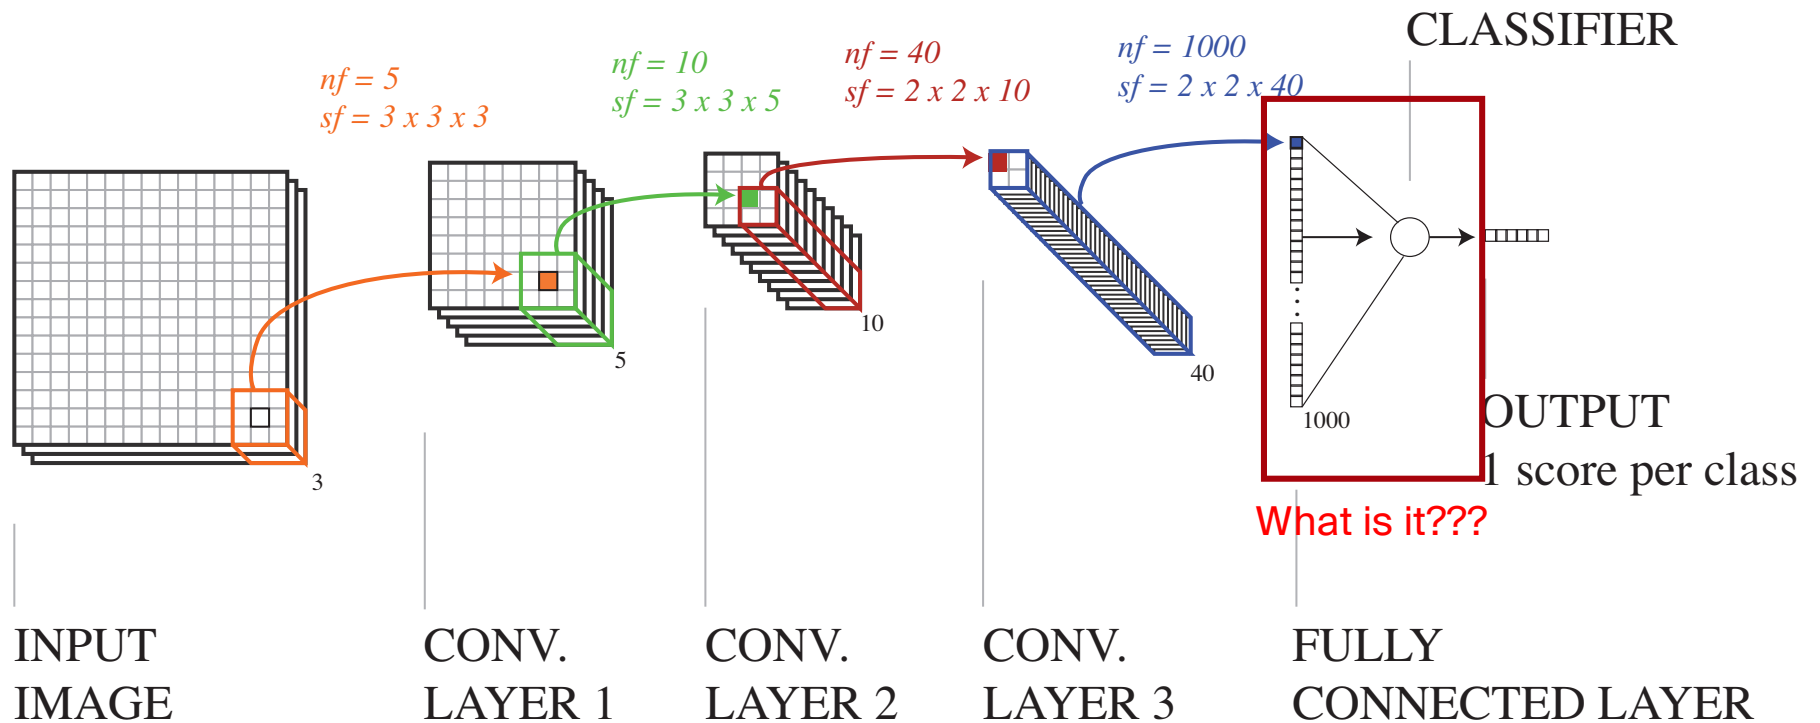 CLASSIFIER
nf = 5
sf = 3 x 3 x 3
nf = 10
sf = 3 x 3 x 5
nf = 40
sf = 2 x 2 x 10
nf = 1000
sf = 2 x 2 x 40
3
5
10
40
1000
OUTPUT
1 score per class
What is it???
INPUT
IMAGE
CONV.
LAYER 1
CONV.
LAYER 2
CONV.
LAYER 3
FULLY
CONNECTED LAYER